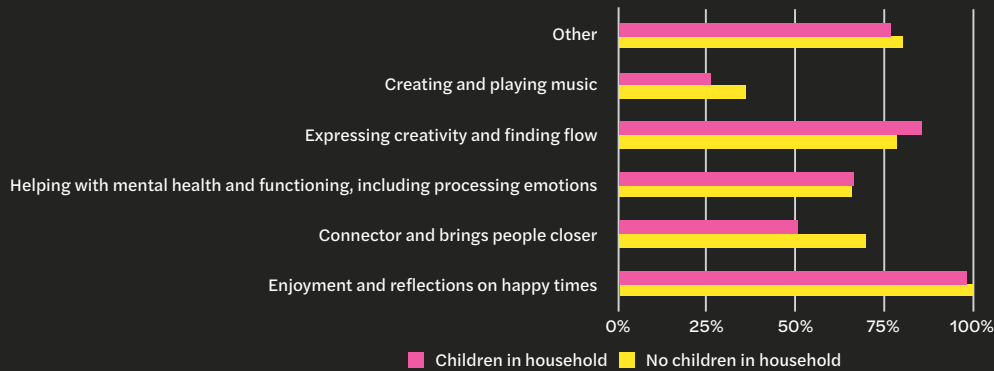 Other
Creating and playing music
Expressing creativity and finding flow
Helping with mental health and functioning, including processing emotions
Connector and brings people closer
Enjoyment and reflections on happy times
0% 25% 50% 75% 100%
Children in household No children in household